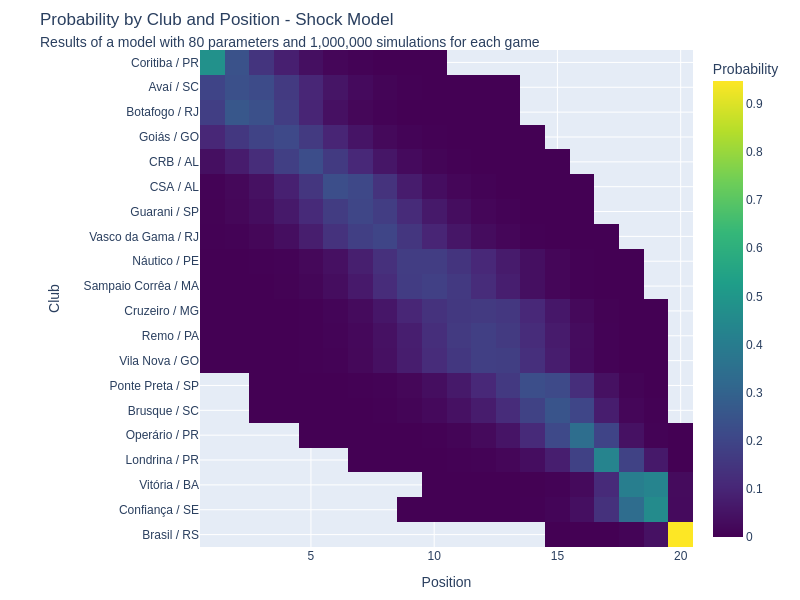 Probability by Club and Position - Shock Model
Results of a model with 80 parameters and 1,000,000 simulations for each game
Probability
Club
Coritiba / PR
Avaí / SC
Botafogo / RJ
Goiás / GO
CRB / AL
CSA / AL
Guarani / SP
Vasco da Gama / RJ
Náutico / PE
Sampaio Corrêa / MA
Cruzeiro / MG
Remo / PA
Vila Nova / GO
Ponte Preta / SP
Brusque / SC
Operário / PR
Londrina / PR
Vitória / BA
Confiança / SE
Brasil / RS
0.9
0.8
0.7
0.6
0.5
0.4
0.3
0.2
0.1
0
5 10 15 20
Position